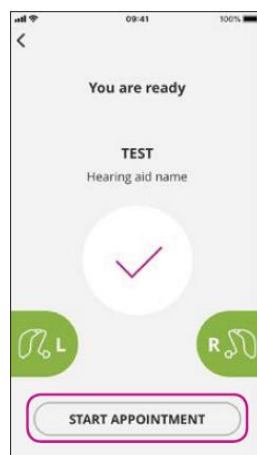 09:41
100%
You are ready
TEST
Hearing aid name
L
R
START APPOINTMENT